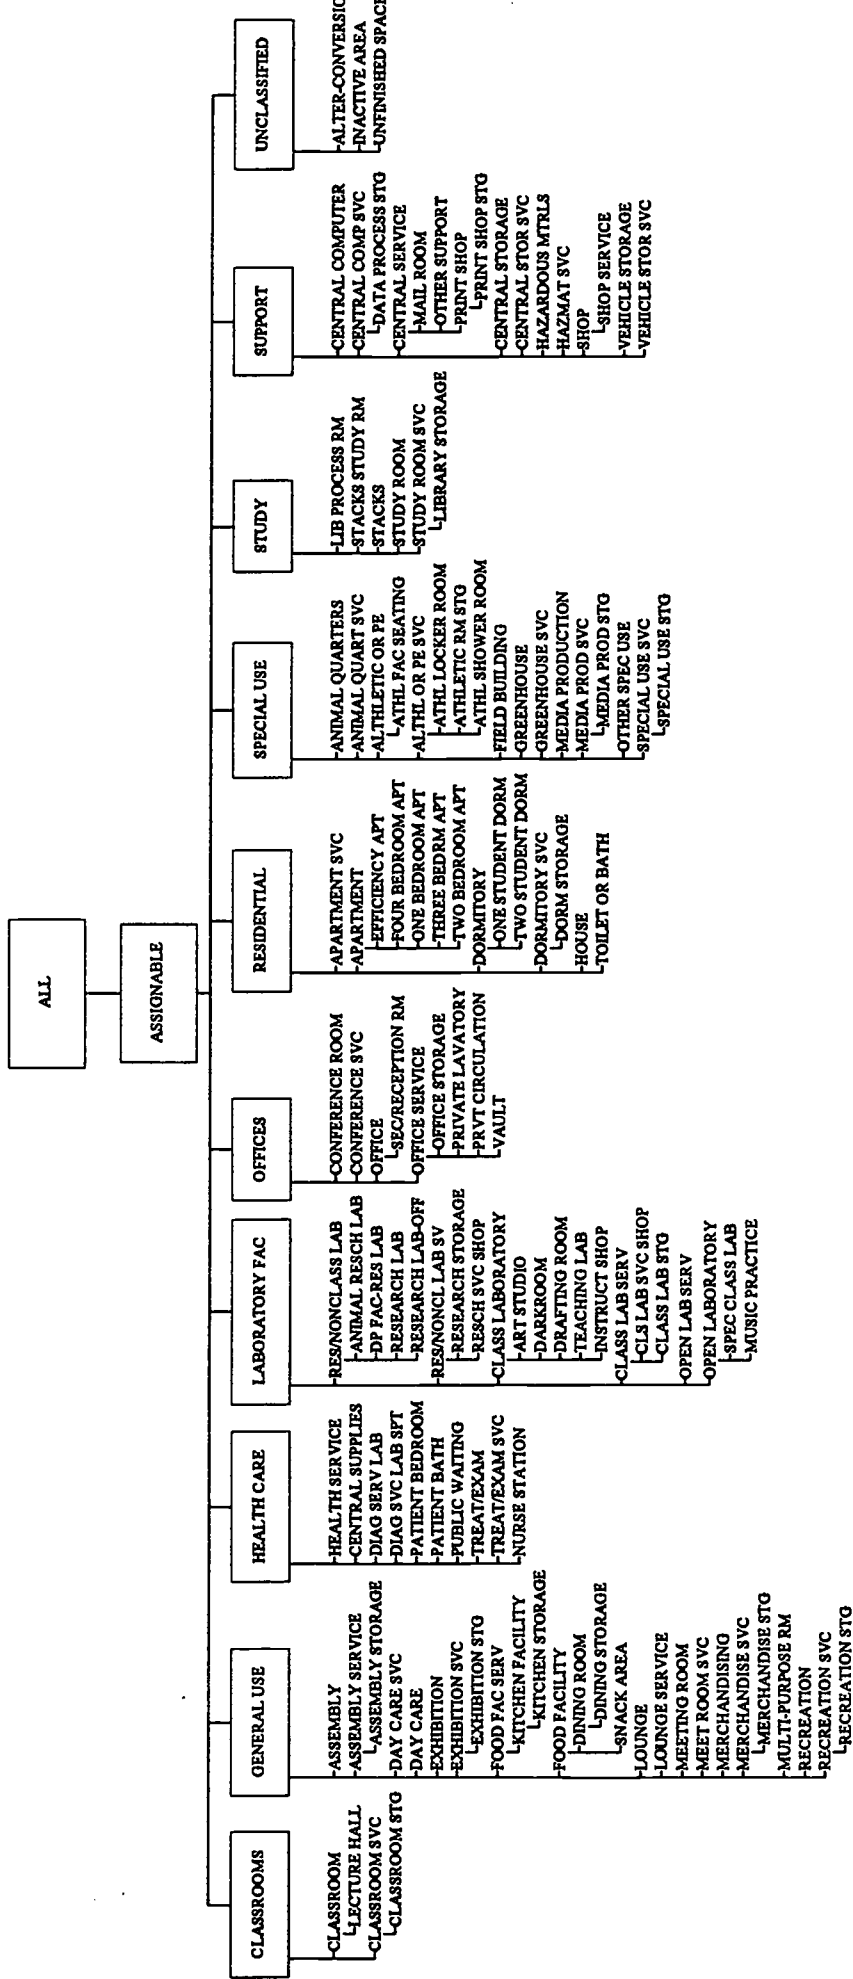 ALL
ASSIGNABLE
CLASSROOMS
CLASSROOM
LECTURE HALL
CLASSROOM SVC
CLASSROOM STG
GENERAL USE
ASSEMBLY
ASSEMBLY SERVICE
ASSEMBLY STORAGE
DAY CARE SVC
DAY CARE
EXHIBITION
EXHIBITION SVC
EXHIBITION STG
FOOD FAC SERV
KITCHEN FACILITY
KITCHEN STORAGE
FOOD FACILITY
DINING ROOM
DINING STORAGE
SNACK AREA
LOUNGE
LOUNGE SERVICE
MEETING ROOM
MEET ROOM SVC
MERCHANDISING
MERCHANDISE SVC
MERCHANDISE STG
MULTI-PURPOSE RM
RECREATION
RECREATION SVC
RECREATION STG
HEALTH CARE
HEALTH SERVICE
CENTRAL SUPPLIES
DIAG SERV LAB
DIAG SVC LAB SPT
PATIENT BEDROOM
PATIENT BATH
PUBLIC WAITING
TREAT/EXAM
TREAT/EXAM SVC
NURSE STATION
LABORATORY FAC
RES/NONCLASS LAB
ANIMAL RESCH LAB
DP FAC-RES LAB
RESEARCH LAB
RESEARCH LAB-OFF
RES/NONCL LAB SV
RESEARCH STORAGE
RESCH SVC SHOP
CLASS LABORATORY
ART STUDIO
DARKROOM
DRAFTING ROOM
TEACHING LAB
INSTRUCT SHOP
CLASS LAB SERV
CLS LAB SVC SHOP
CLASS LAB STG
OPEN LAB SERV
OPEN LABORATORY
SPEC CLASS LAB
MUSIC PRACTICE
OFFICES
CONFERENCE ROOM
CONFERENCE SVC
OFFICE
SEC/RECEPTION RM
OFFICE SERVICE
OFFICE STORAGE
PRIVATE LAVATORY
PRVT CIRCULATION
VAULT
RESIDENTIAL
APARTMENT SVC
APARTMENT
EFFICIENCY APT
FOUR BEDROOM APT
ONE BEDROOM APT
THREE BEDRM APT
TWO BEDROOM APT
DORMITORY
ONE STUDENT DORM
TWO STUDENT DORM
DORMITORY SVC
DORM STORAGE
HOUSE
TOILET OR BATH
SPECIAL USE
ANIMAL QUARTERS
ANIMAL QUART SVC
ALTHLETIC OR PE
ATHL FAC SEATING
ALTHL OR PE SVC
ATHL LOCKER ROOM
ATHLETIC RM STG
ATHL SHOWER ROOM
FIELD BUILDING
GREENHOUSE
GREENHOUSE SVC
MEDIA PRODUCTION
MEDIA PROD SVC
MEDIA PROD STG
OTHER SPEC USE
SPECIAL USE SVC
SPECIAL USE STG
STUDY
LIB PROCESS RM
STACKS STUDY RM
STACKS
STUDY ROOM
STUDY ROOM SVC
LIBRARY STORAGE
SUPPORT
CENTRAL COMPUTER
CENTRAL COMP SVC
DATA PROCESS STG
CENTRAL SERVICE
MAIL ROOM
OTHER SUPPORT
PRINT SHOP
PRINT SHOP STG
CENTRAL STORAGE
CENTRAL STOR SVC
HAZARDOUS MTRLS
HAZMAT SVC
SHOP
SHOP SERVICE
VEHICLE STORAGE
VEHICLE STOR SVC
UNCLASSIFIED
ALTER-CONVERSIO
INACTIVE AREA
UNFINISHED SPACE